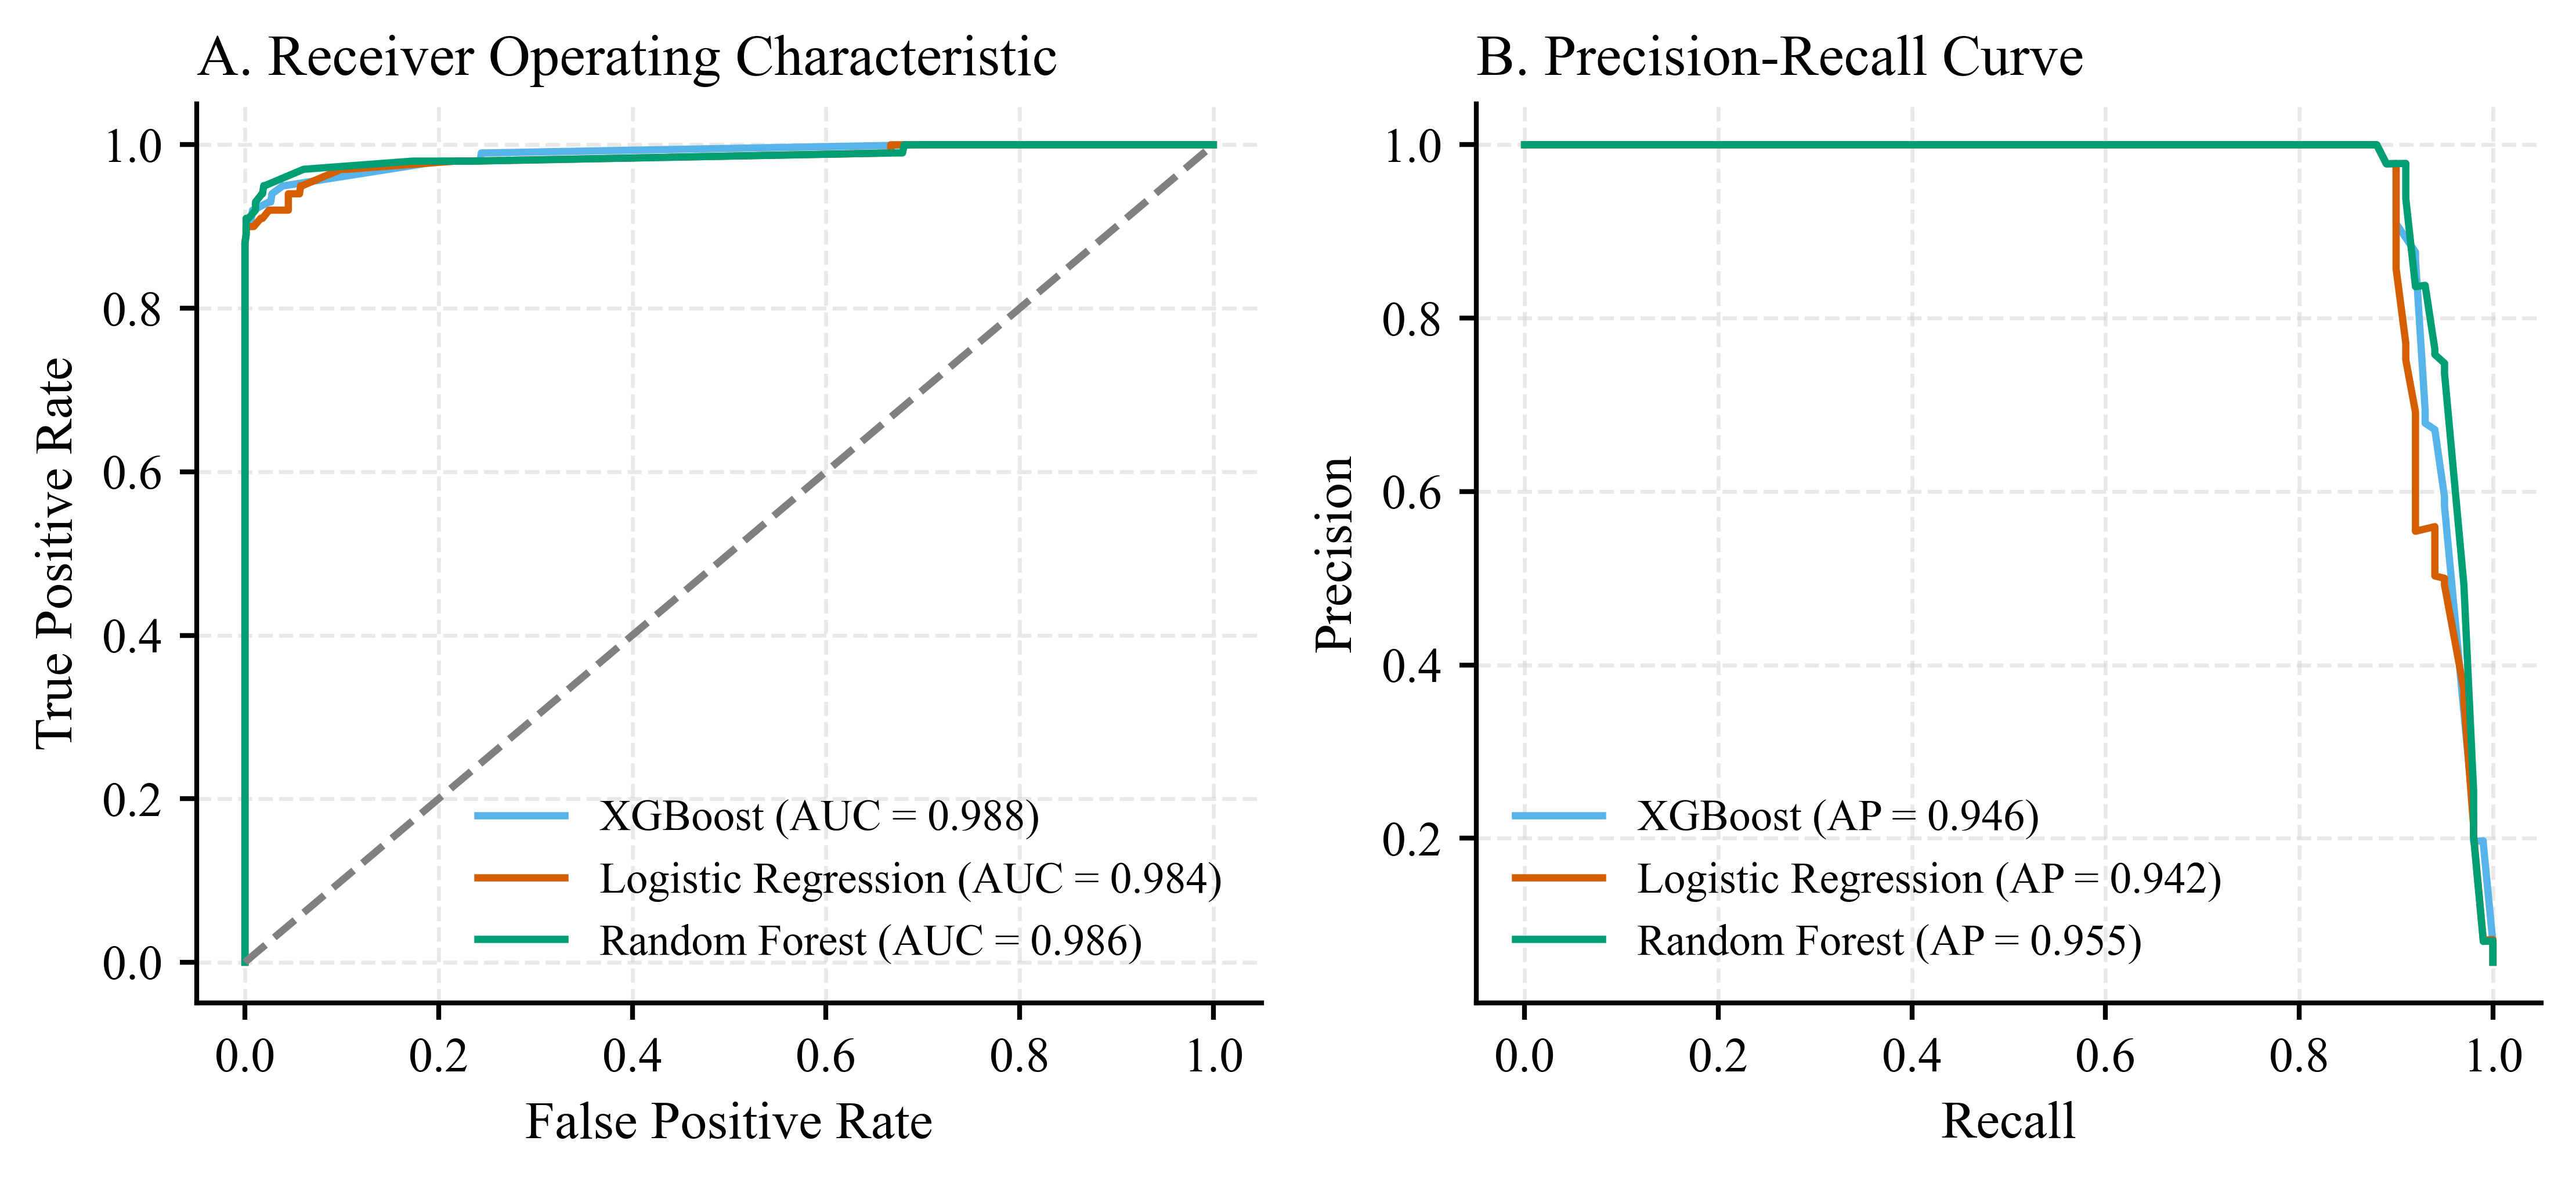 A. Receiver Operating Characteristic
True Positive Rate
1.0
0.8
0.6
0.4
0.2
0.0
XGBoost (AUC = 0.988)
Logistic Regression (AUC = 0.984)
Random Forest (AUC = 0.986)
0.0 0.2 0.4 0.6 0.8 1.0
False Positive Rate
B. Precision-Recall Curve
Precision
1.0
0.8
0.6
0.4
0.2
XGBoost (AP = 0.946)
Logistic Regression (AP = 0.942)
Random Forest (AP = 0.955)
0.0 0.2 0.4 0.6 0.8 1.0
Recall